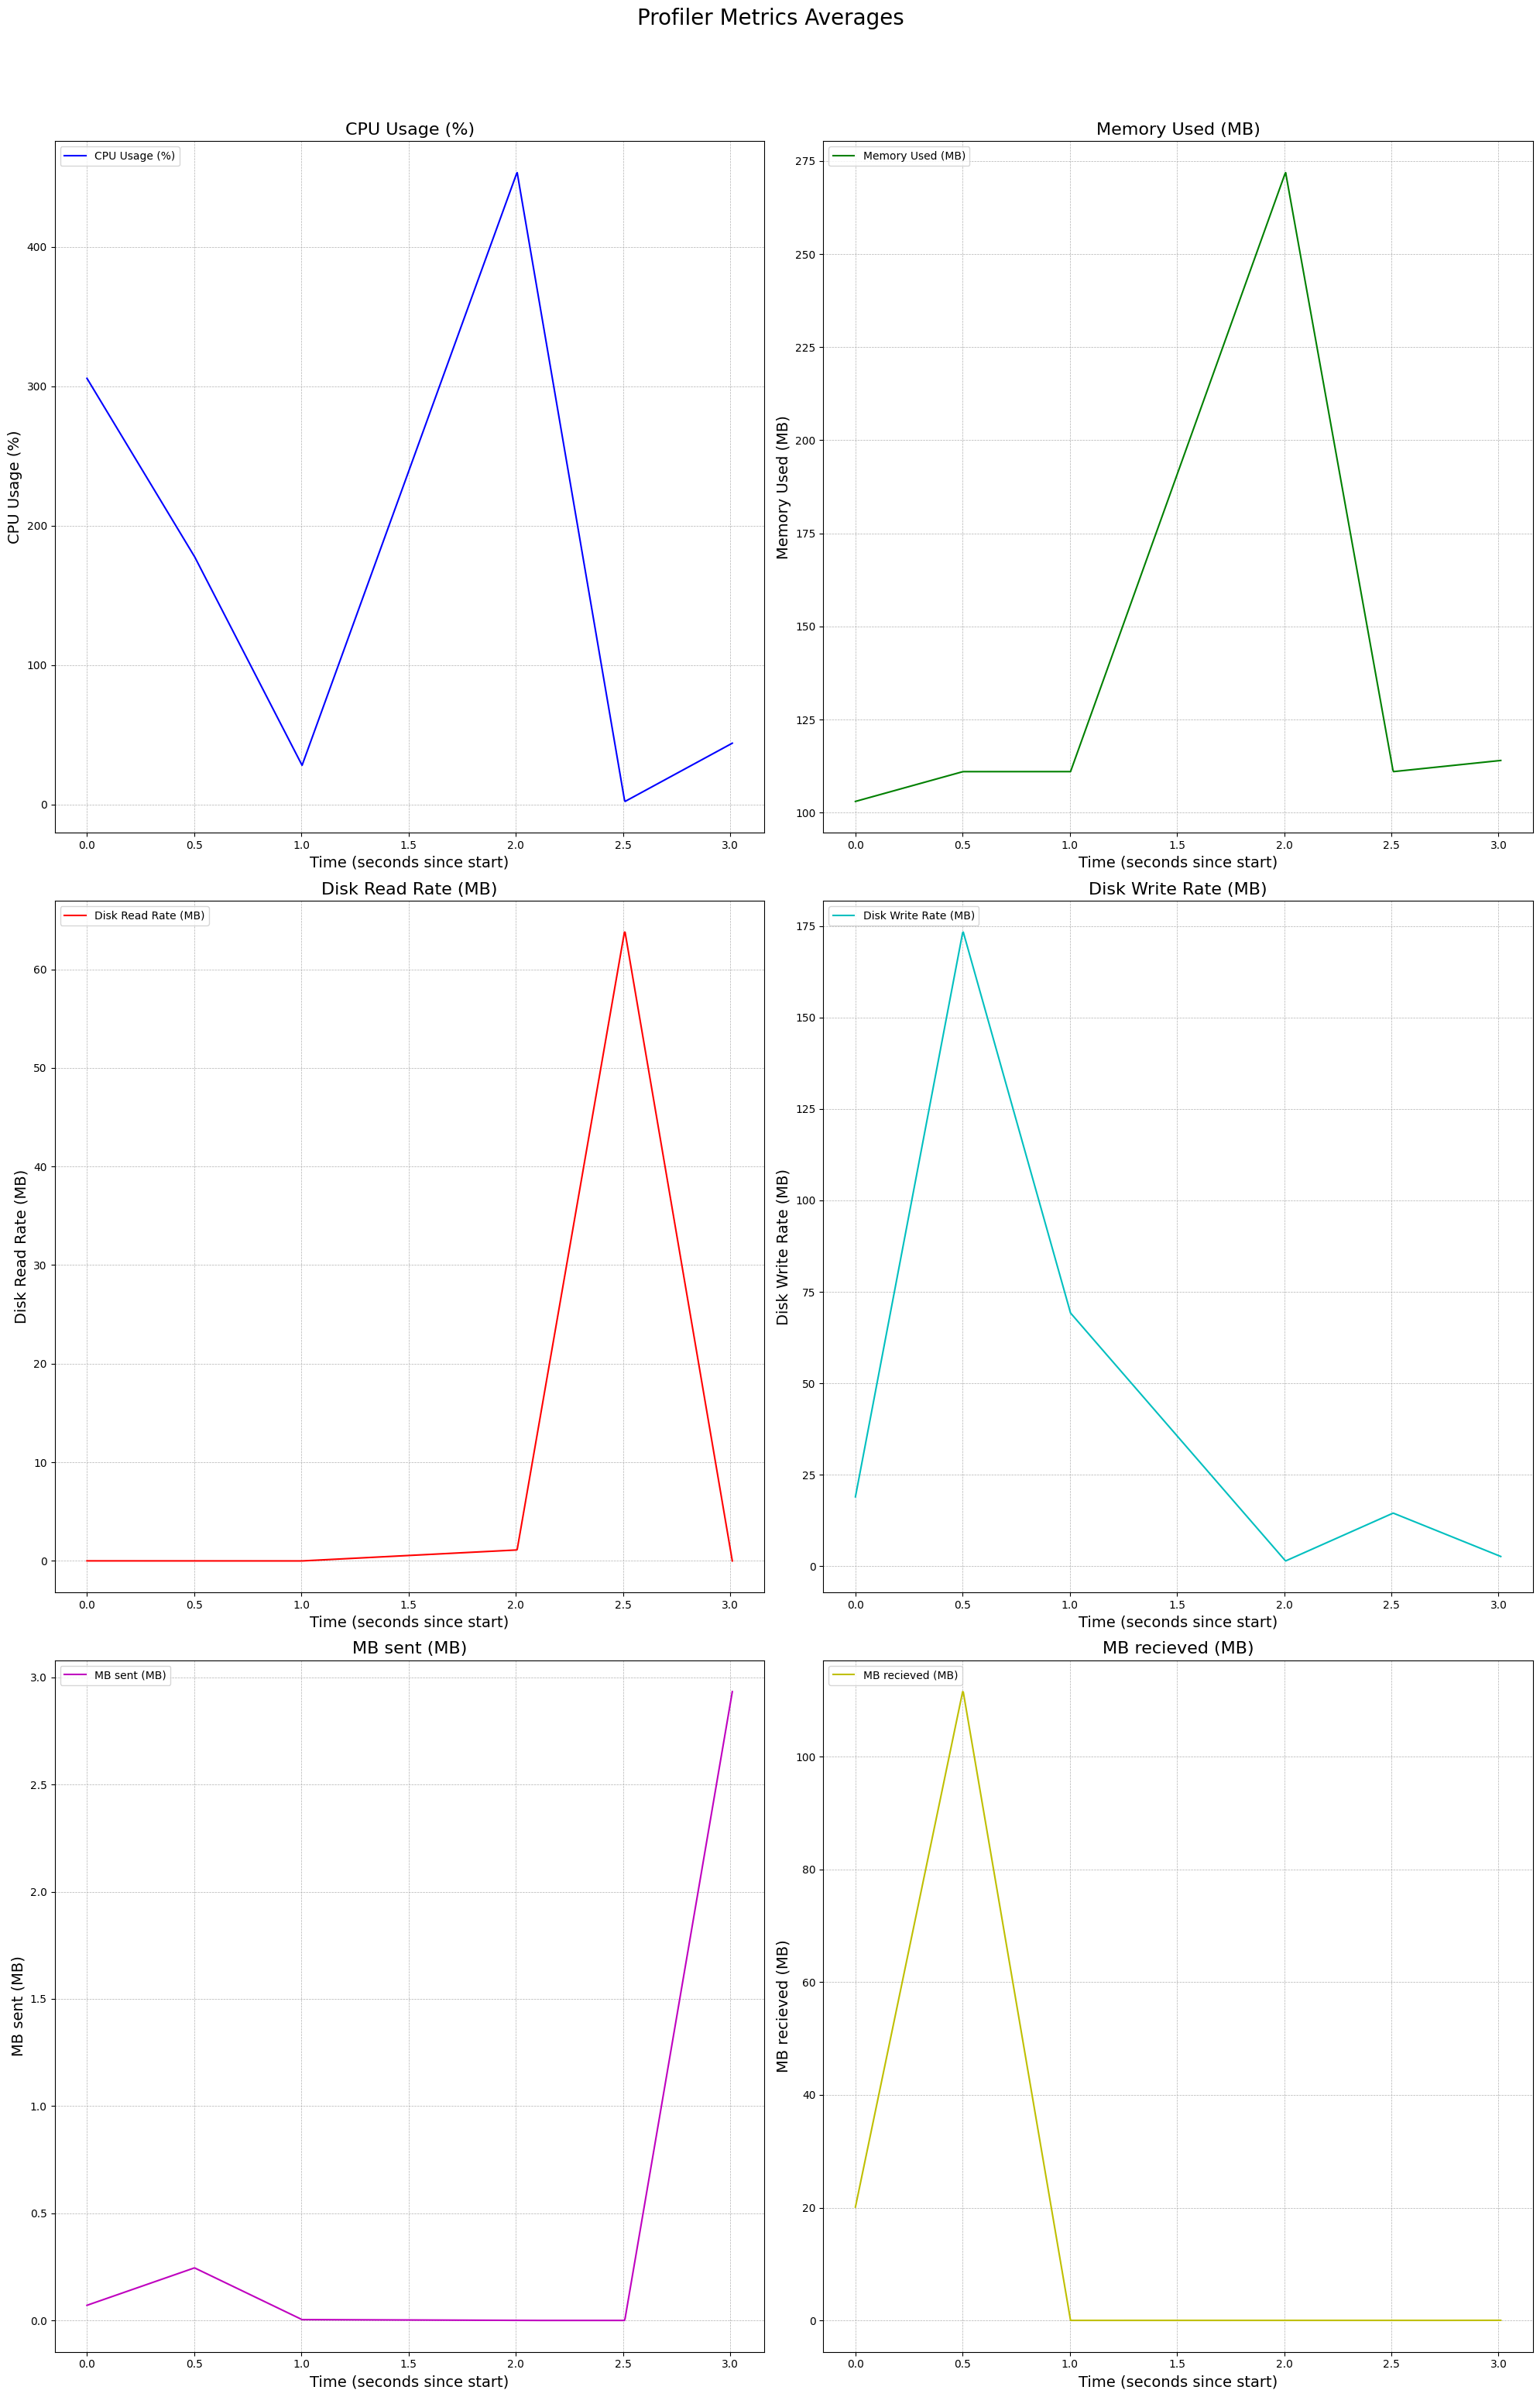 Profiler Metrics Averages
CPU Usage (%)
CPU Usage (%)
CPU Usage (%)
400
300
200
100
0
0.0 0.5 1.0 1.5 2.0 2.5 3.0
Time (seconds since start)
Memory Used (MB)
Memory Used (MB)
Memory Used (MB)
275
250
225
200
175
150
125
100
0.0 0.5 1.0 1.5 2.0 2.5 3.0
Time (seconds since start)
Disk Read Rate (MB)
Disk Read Rate (MB)
Disk Read Rate (MB)
60
50
40
30
20
10
0
0.0 0.5 1.0 1.5 2.0 2.5 3.0
Time (seconds since start)
Disk Write Rate (MB)
Disk Write Rate (MB)
Disk Write Rate (MB)
175
150
125
100
75
50
25
0
0.0 0.5 1.0 1.5 2.0 2.5 3.0
Time (seconds since start)
MB sent (MB)
MB sent (MB)
MB sent (MB)
3.0
2.5
2.0
1.5
1.0
0.5
0.0
0.0 0.5 1.0 1.5 2.0 2.5 3.0
Time (seconds since start)
MB recieved (MB)
MB recieved (MB)
MB recieved (MB)
100
80
60
40
20
0
0.0 0.5 1.0 1.5 2.0 2.5 3.0
Time (seconds since start)